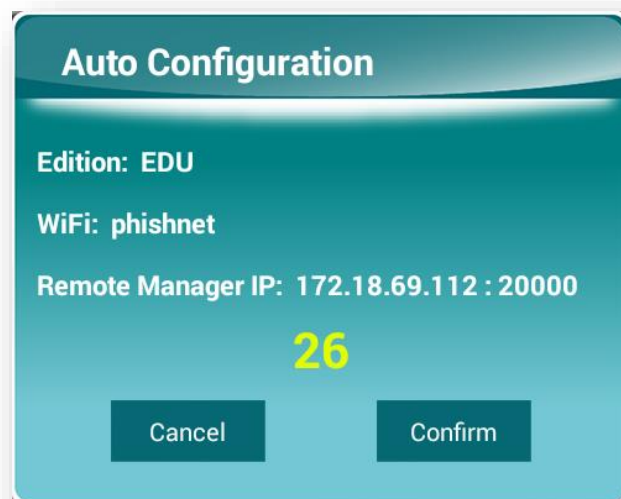 Auto Configuration
Edition: EDU
WiFi: phishnet
Remote Manager IP: 172.18.69.112 : 20000
26
Cancel Confirm